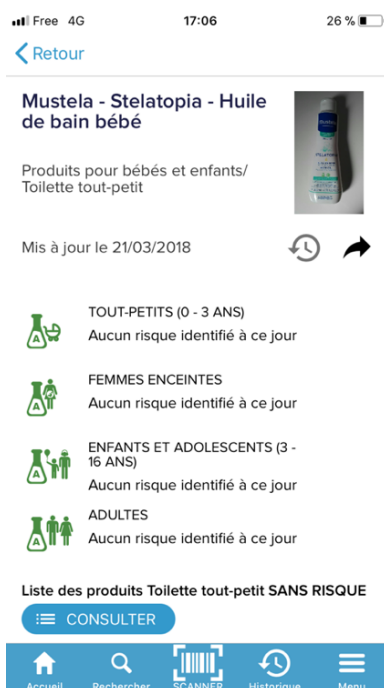 Free 4G 17:06 26 %
Retour
Mustela - Stelatopia - Huile
de bain bébé
Produits pour bébés et enfants/
Toilette tout-petit
Mis à jour le 21/03/2018
TOUT-PETITS (0 - 3 ANS)
A
Aucun risque identifié à ce jour
FEMMES ENCEINTES
A
Aucun risque identifié à ce jour
ENFANTS ET ADOLESCENTS (3 -
16 ANS)
A
Aucun risque identifié à ce jour
ADULTES
A
Aucun risque identifié à ce jour
Liste des produits Toilette tout-petit SANS RISQUE
CONSULTER
Accueil Rechercher SCANNER Historique Menu